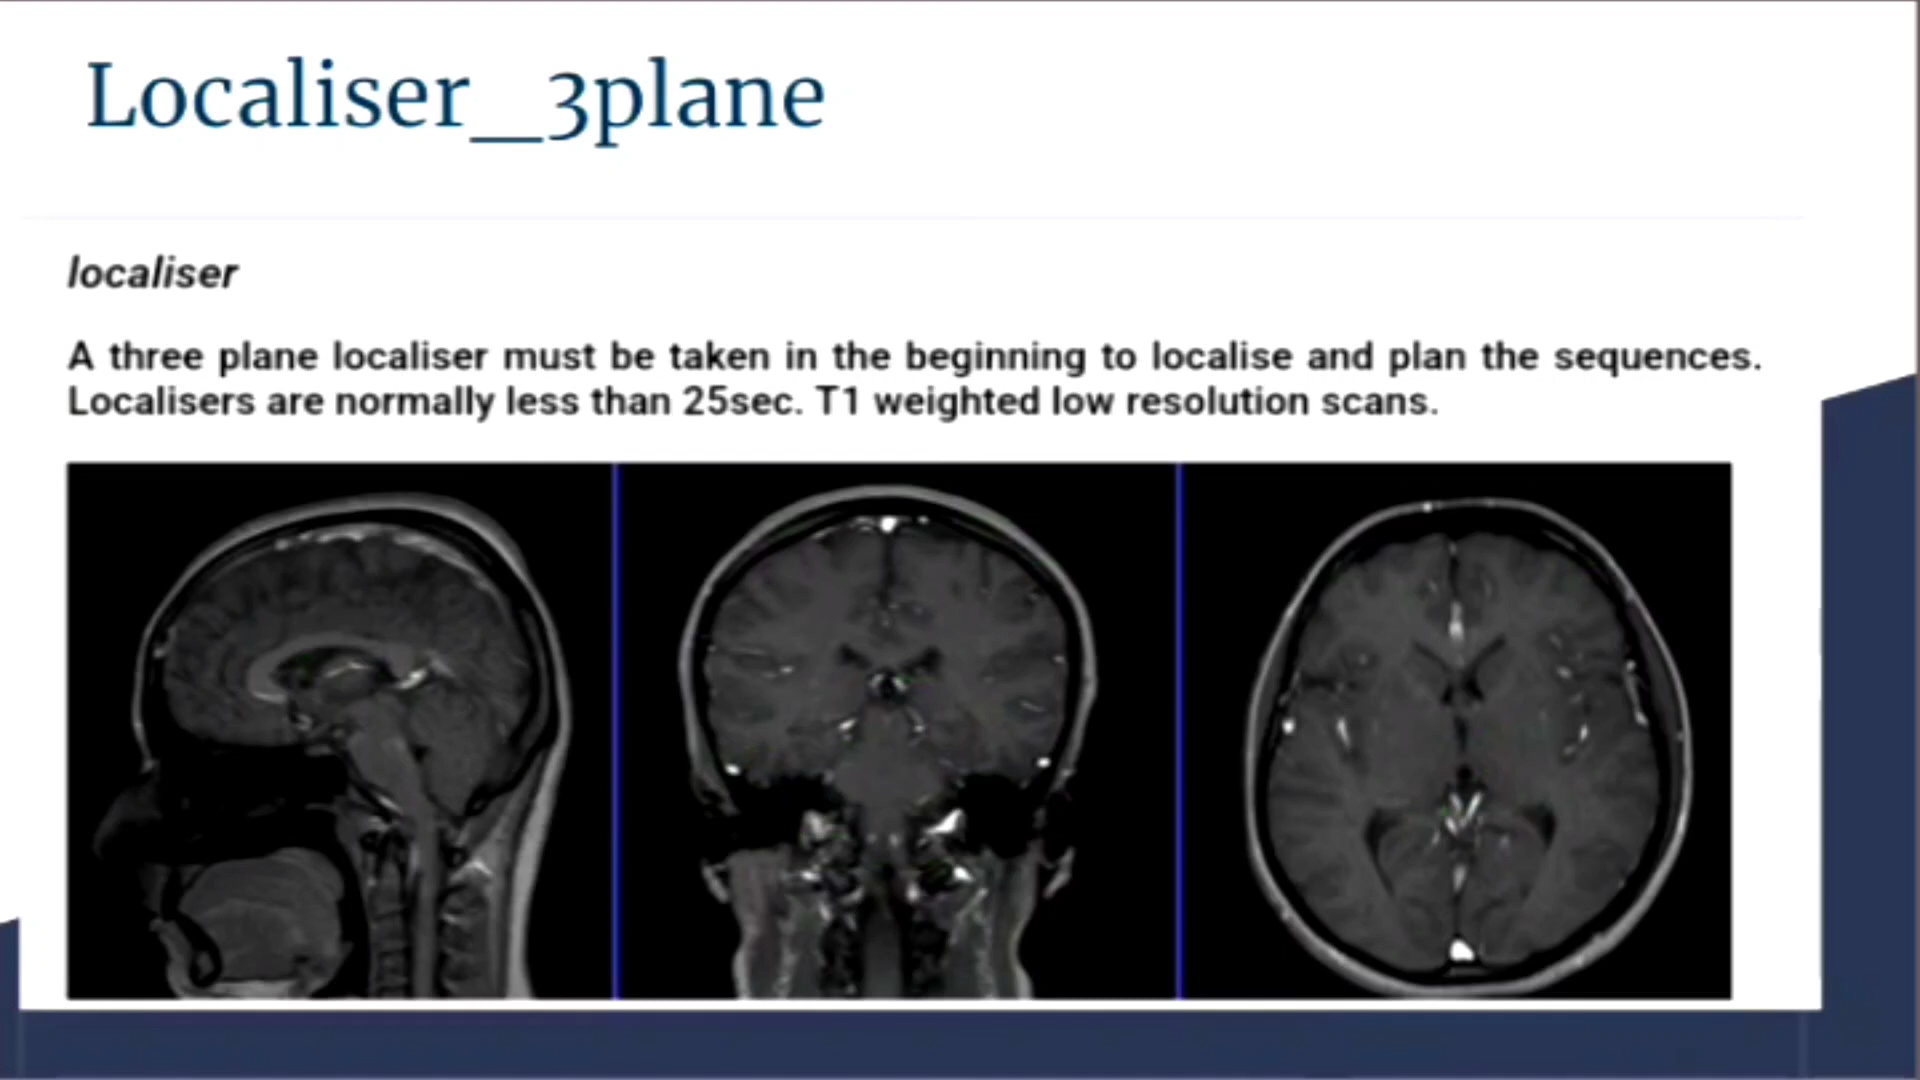 Localiser_3plane
localiser
A three plane localiser must be taken in the beginning to localise and plan the sequences.
Localisers are normally less than 25sec. T1 weighted low resolution scans.